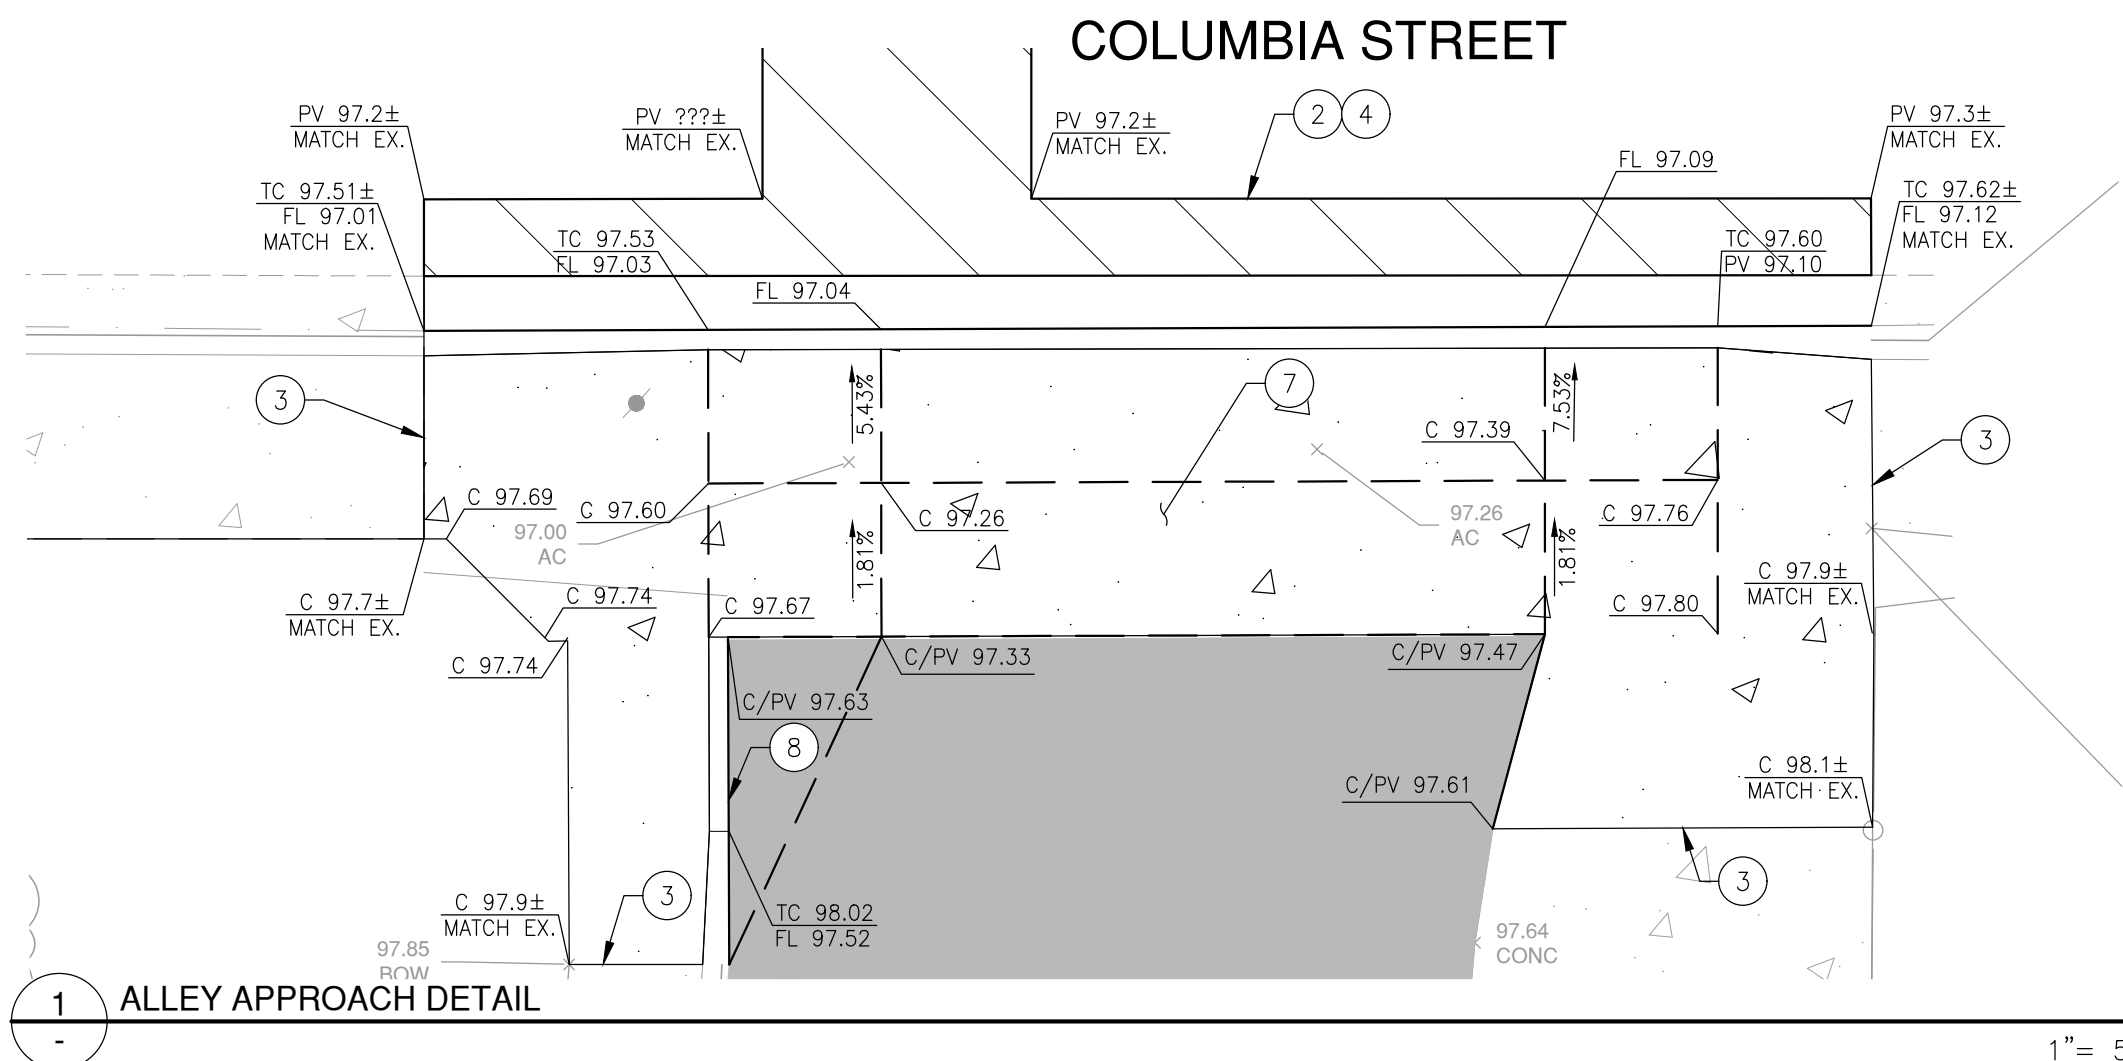 COLUMBIA STREET
PV 97.2±
MATCH EX.
PV ???±
MATCH EX.
PV 97.2±
MATCH EX.
2
4
PV 97.3±
MATCH EX.
FL 97.09
TC 97.51±
FL 97.01
MATCH EX.
TC 97.53
FL 97.03
FL 97.04
TC 97.60
PV 97.10
TC 97.62±
FL 97.12
MATCH EX.
3
5.43%
7
7.53%
C 97.39
3
C 97.69
C 97.60
97.00
AC
C 97.26
97.26
AC
C 97.76
1.81%
1.81%
C 97.7±
MATCH EX.
C 97.74
C 97.67
C 97.80
C 97.9±
MATCH EX.
C 97.74
C/PV 97.33
C/PV 97.47
C/PV 97.63
8
C/PV 97.61
C 98.1±
MATCH EX.
3
3
C 97.9±
MATCH EX.
TC 98.02
FL 97.52
97.85
ROW
97.64
CONC
1
-
ALLEY APPROACH DETAIL
1"= 5